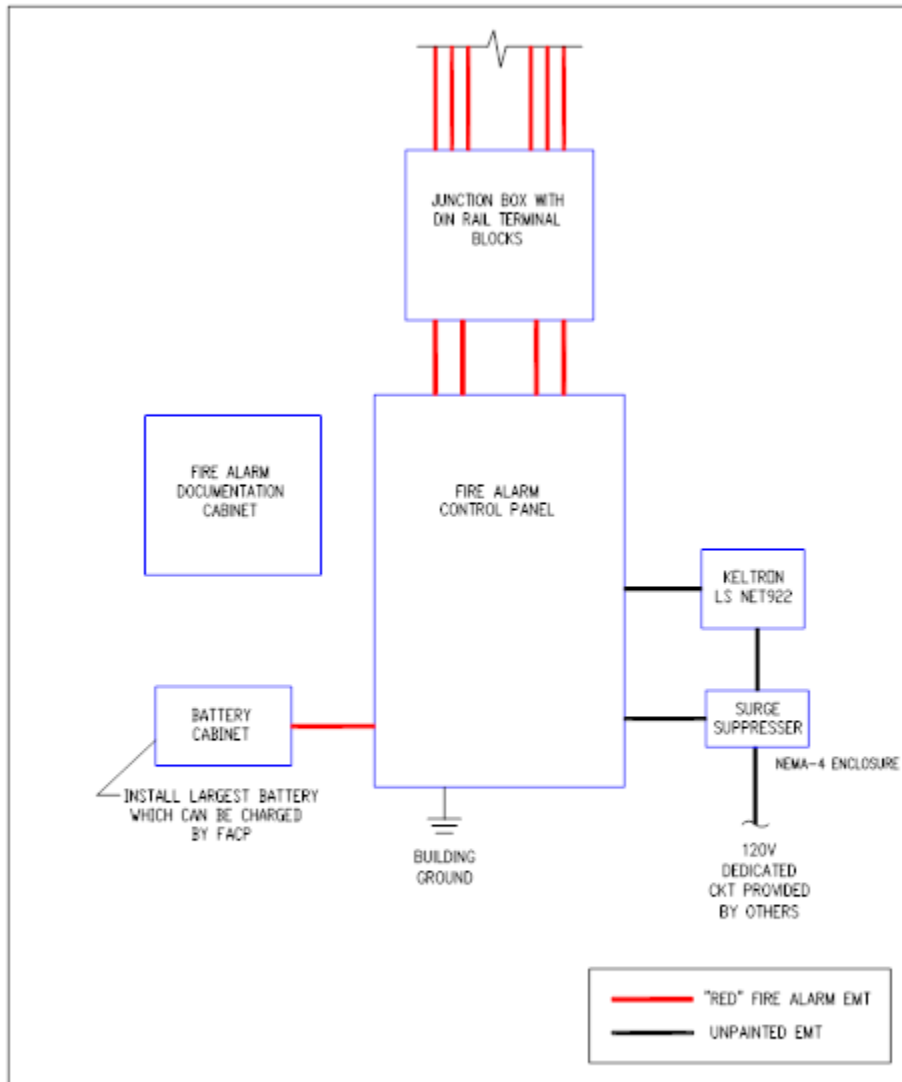 JUNCTION BOX WITH
DIN RAIL TERMINAL
BLOCKS
FIRE ALARM
DOCUMENTATION
CABINET
FIRE ALARM
CONTROL PANEL
KELTRON
LS NET922
BATTERY
CABINET
SURGE
SUPPRESSER
NEMA-4 ENCLOSURE
INSTALL LARGEST BATTERY
WHICH CAN BE CHARGED
BY FACP
BUILDING
GROUND
120V
DEDICATED
CKT PROVIDED
BY OTHERS
"RED" FIRE ALARM EMT
UNPAINTED EMT